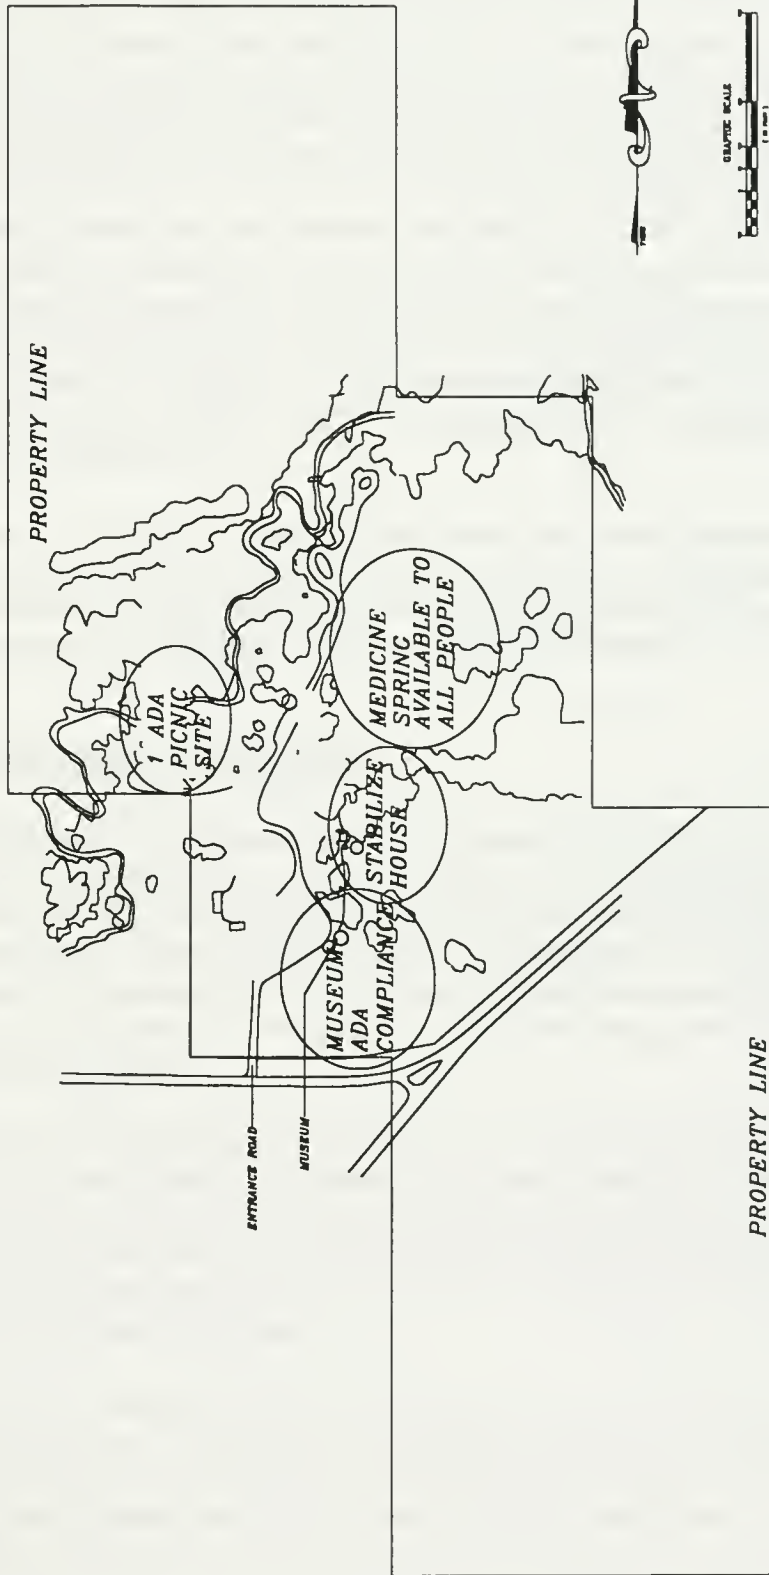 PROPERTY LINE
1 ADA
PICNIC
SITE
MEDICINE
SPRING
AVAILABLE TO
ALL PEOPLE
STABILIZE
HOUSE
MUSEUM
ADA
COMPLIANCE
ENTRANCE ROAD
MUSEUM
PROPERTY LINE
GRAPHIC SCALE